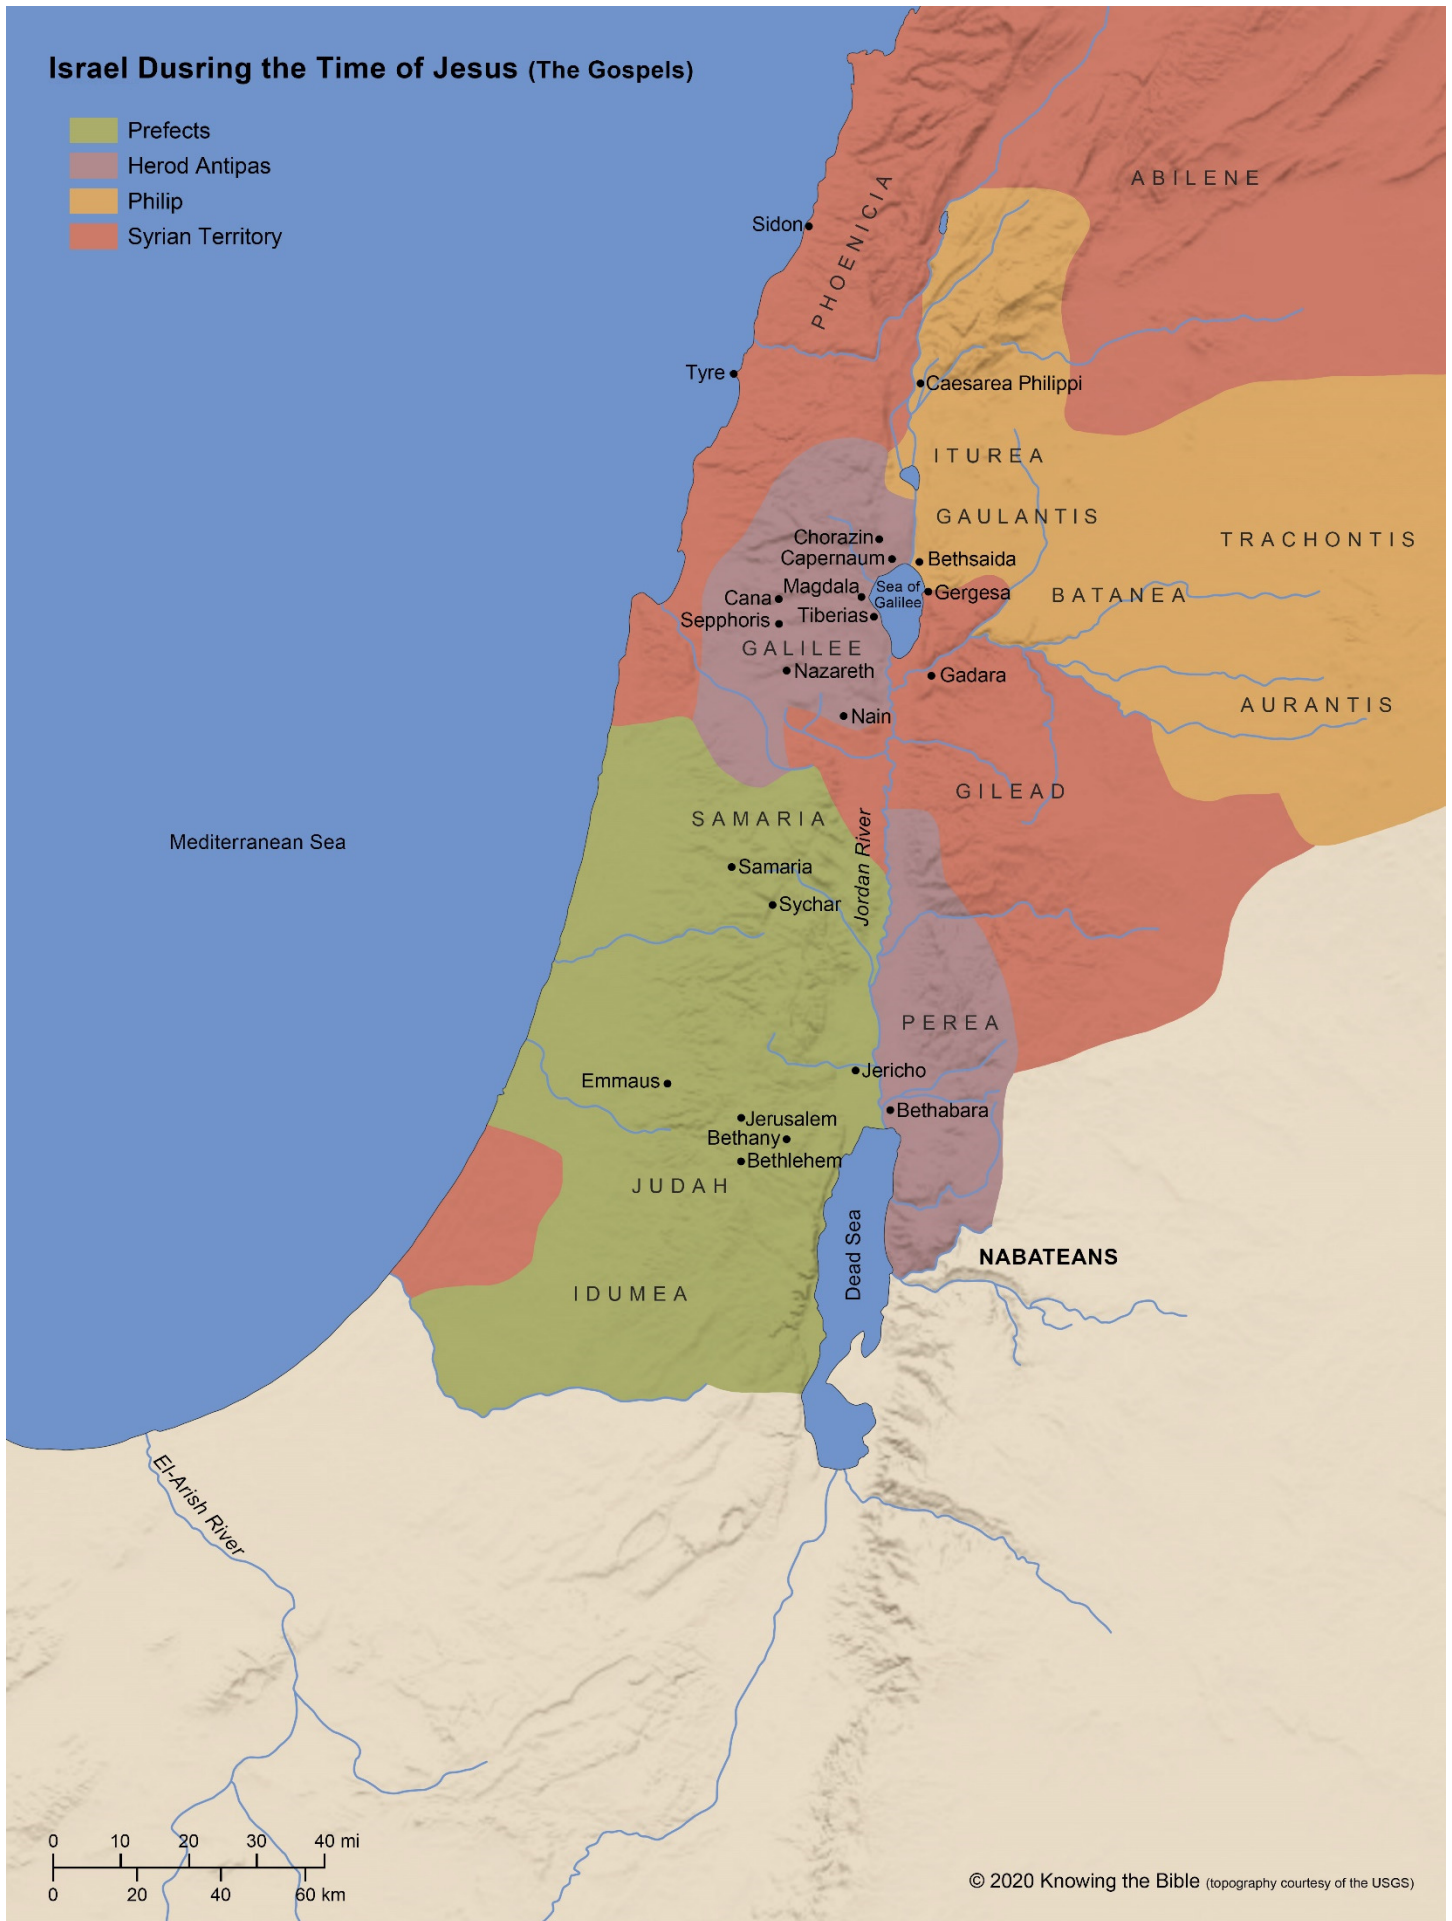 Israel Dusring the Time of Jesus (The Gospels)
Prefects
Herod Antipas
Philip
Syrian Territory
ABILENE
PHOENICIA
Sidon
Tyre
Caesarea Philippi
ITUREA
GAULANTIS
TRACHONTIS
Chorazin
Capernaum
Bethsaida
Magdala
Sea of
Galilee
Gergesa
BATANEA
Cana
Sepphoris
Tiberias
GALILEE
Nazareth
Gadara
AURANTIS
Nain
GILEAD
SAMARIA
Mediterranean Sea
Jordan River
Samaria
Sychar
PEREA
Emmaus
Jericho
Bethabara
Jerusalem
Bethany
Bethlehem
JUDAH
Dead Sea
NABATEANS
IDUMEA
El-Arish River
0 10 20 30 40 mi
0 20 40 60 km
© 2020 Knowing the Bible (topography courtesy of the USGS)